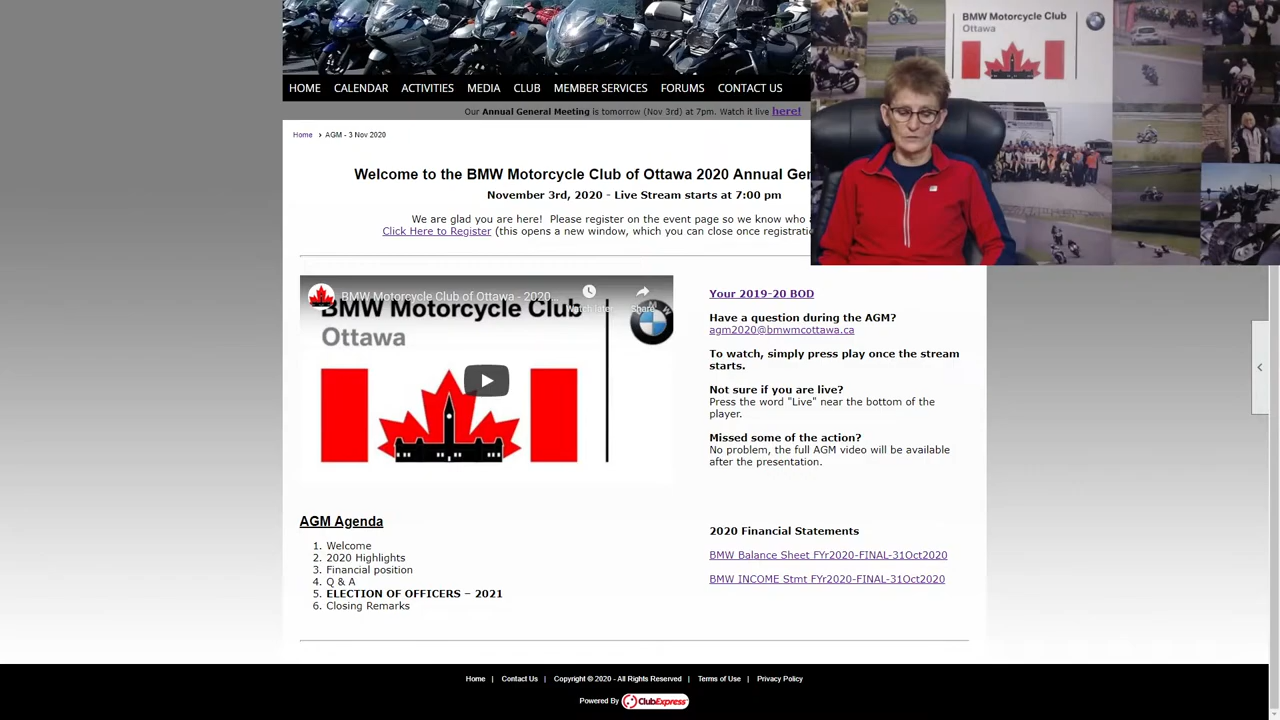 BMW Motorcycle Club
Ottawa
HOME CALENDAR ACTIVITIES MEDIA CLUB MEMBER SERVICES FORUMS CONTACT US
Our Annual General Meeting is tomorrow (Nov 3rd) at 7pm. Watch it live here!
Home › AGM - 3 Nov 2020
Welcome to the BMW Motorcycle Club of Ottawa 2020 Annual Gen
November 3rd, 2020 - Live Stream starts at 7:00 pm
We are glad you are here! Please register on the event page so we know who
Click Here to Register (this opens a new window, which you can close once registrati
BMW Motorcycle Club of Ottawa - 2020...
Watch later
Share
BMW Motorcycle Club
Ottawa
Your 2019-20 BOD
Have a question during the AGM?
agm2020@bmwmcottawa.ca
To watch, simply press play once the stream
starts.
Not sure if you are live?
Press the word "Live" near the bottom of the
player.
Missed some of the action?
No problem, the full AGM video will be available
after the presentation.
AGM Agenda
1. Welcome
2. 2020 Highlights
3. Financial position
4. Q & A
5. ELECTION OF OFFICERS – 2021
6. Closing Remarks
2020 Financial Statements
BMW Balance Sheet FYr2020-FINAL-31Oct2020
BMW INCOME Stmt FYr2020-FINAL-31Oct2020
Home | Contact Us | Copyright © 2020 - All Rights Reserved | Terms of Use | Privacy Policy
Powered By ClubExpress